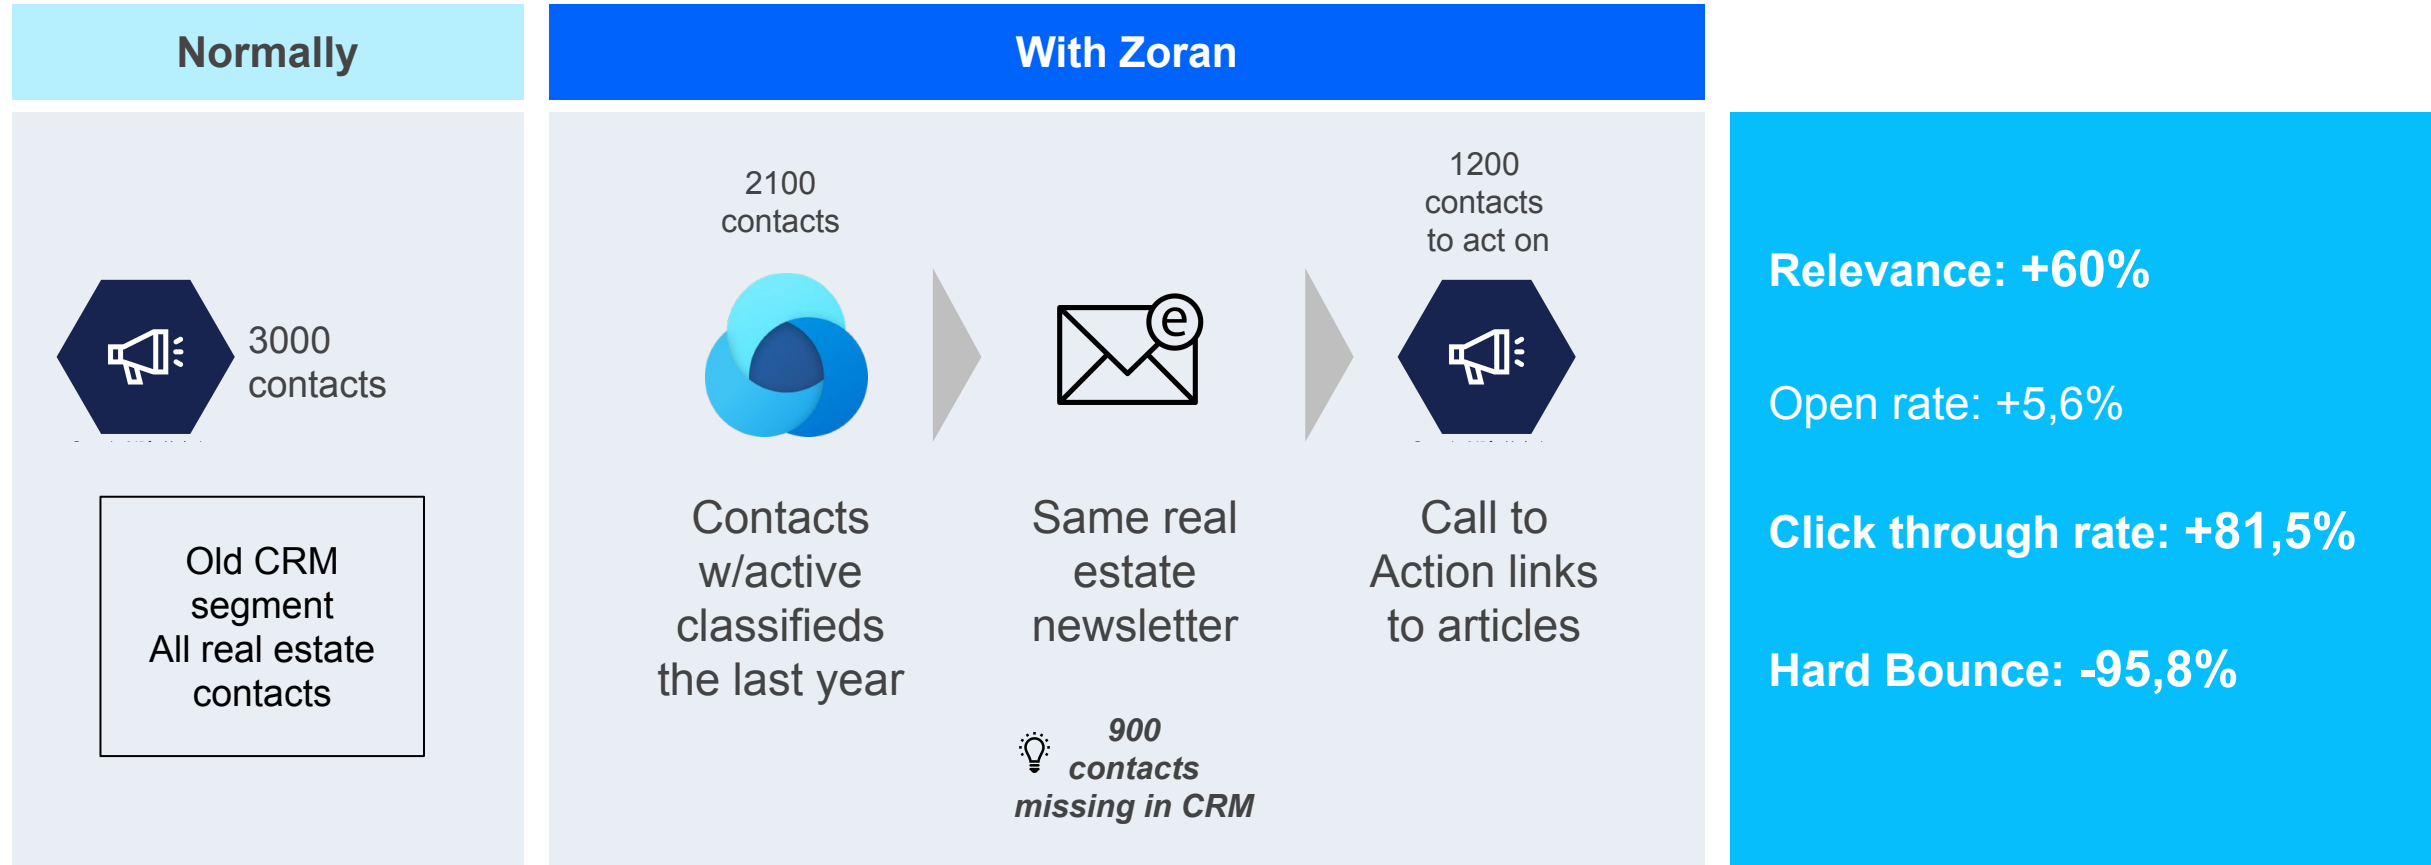 Normally
With Zoran
3000
contacts
Old CRM
segment
All real estate
contacts
2100
contacts
Contacts
w/active
classifieds
the last year
e
Same real
estate
newsletter
900
contacts
missing in CRM
1200
contacts
to act on
Call to
Action links
to articles
Relevance: +60%
Open rate: +5,6%
Click through rate: +81,5%
Hard Bounce: -95,8%